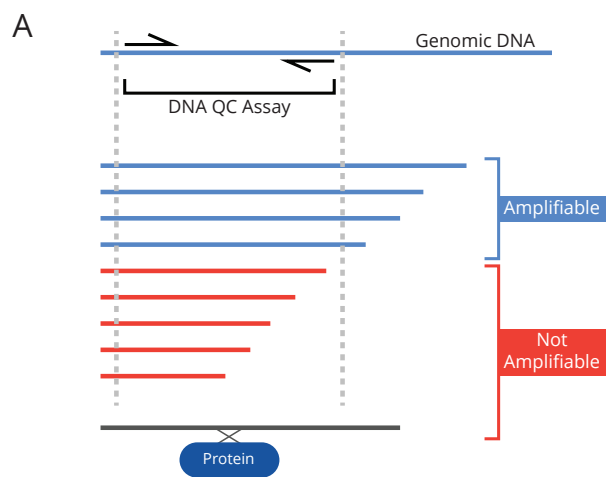 A
Genomic DNA
DNA QC Assay
Amplifiable
Not
Amplifiable
Protein